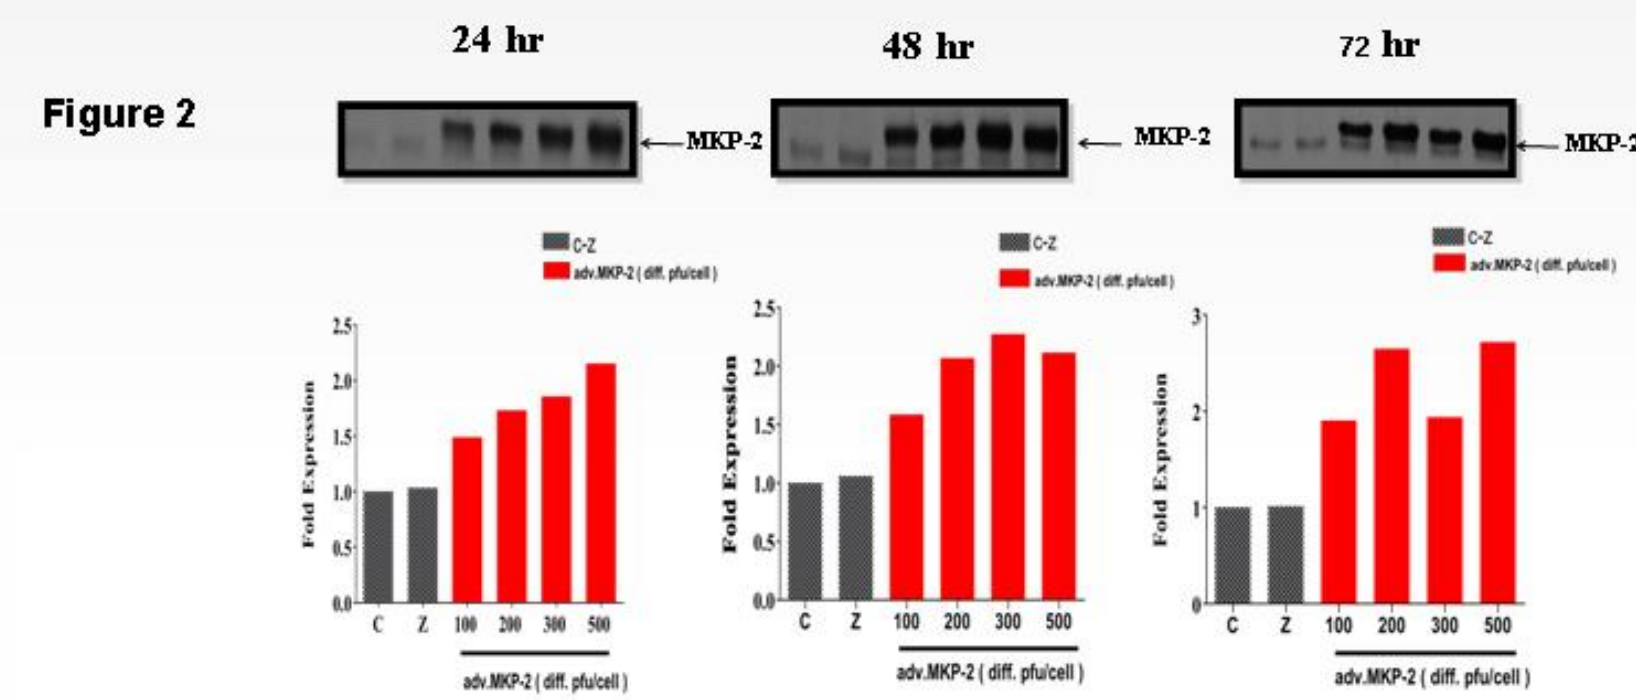 24 hr
48 hr
72 hr
Figure 2
MKP-2
MKP-2
MKP-2
C-Z
adv.MKP-2 ( diff. pfu/cell )
C-Z
adv.MKP-2 ( diff. pfu/cell )
C-Z
adv.MKP-2 ( diff. pfu/cell )
Fold Expression
2.5
2.0
1.5
1.0
0.5
0.0
C Z 100 200 300 500
adv.MKP-2 ( diff. pfu/cell )
Fold Expression
2.5
2.0
1.5
1.0
0.5
0.0
C Z 100 200 300 500
adv.MKP-2 ( diff. pfu/cell )
Fold Expression
3
2
1
0
C Z 100 200 300 500
adv.MKP-2 ( diff. pfu/cell )